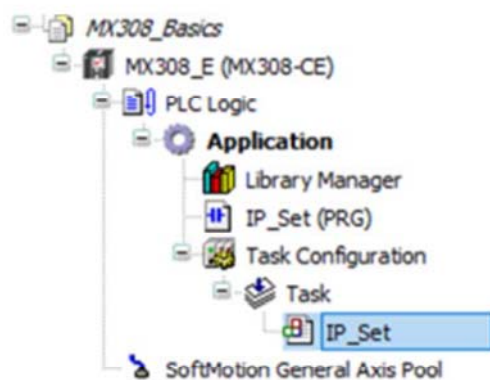 MX308_Basics
MX308_E (MX308-CE)
PLC Logic
Application
Library Manager
IP_Set (PRG)
Task Configuration
Task
IP_Set
SoftMotion General Axis Pool